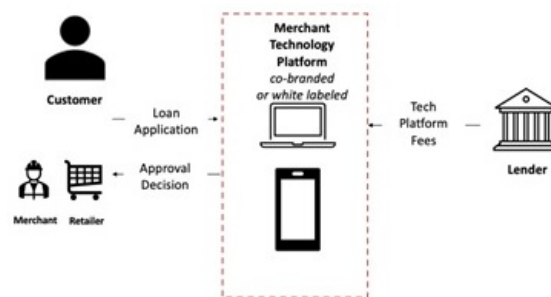 Merchant
Technology
Platform
co-branded
or white labeled
Customer
Loan
Application
Tech
Platform
Fees
Lender
Approval
Decision
Merchant
Retailer